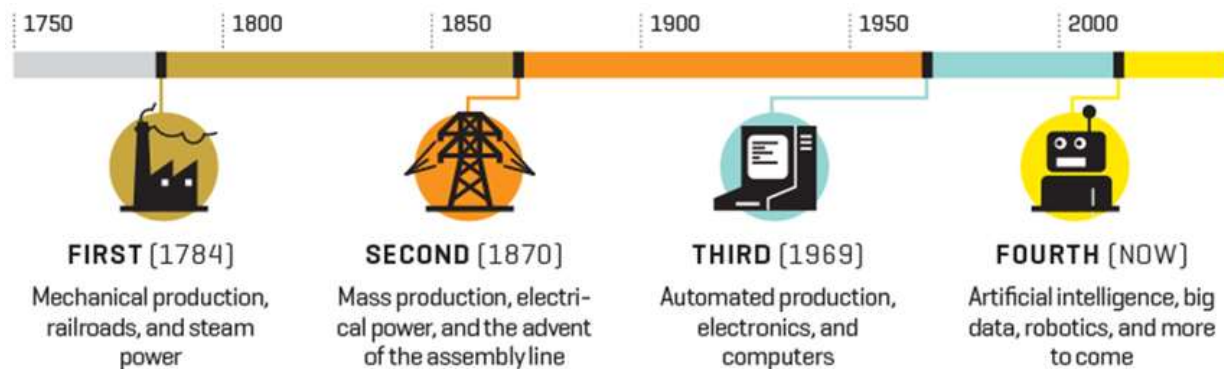 1750
1800
1850
1900
1950
2000
FIRST (1784)
Mechanical production,
railroads, and steam
power
SECOND (1870)
Mass production, electri-
cal power, and the advent
of the assembly line
THIRD (1969)
Automated production,
electronics, and
computers
FOURTH (NOW)
Artificial intelligence, big
data, robotics, and more
to come